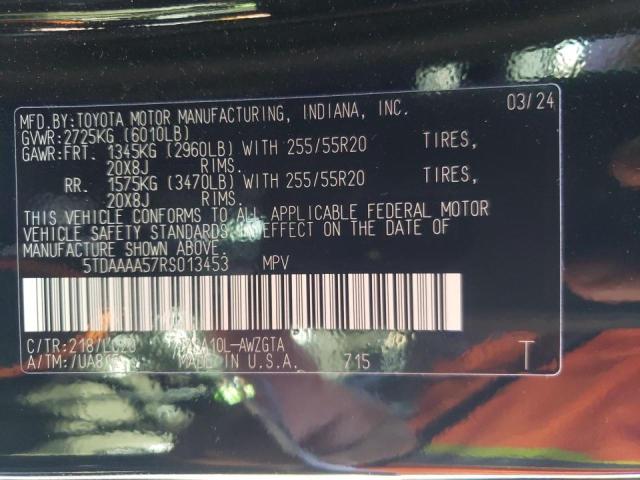 MFD.BY:TOYOTA MOTOR MANUFACTURING, INDIANA, INC. 03/24
GVWR:2725KG (6010LB)
GAWR:FRT. 1345KG (2960LB) WITH 255/55R20 TIRES,
20X8J RIMS.
RR. 1575KG (3470LB) WITH 255/55R20 TIRES,
20X8J RIMS.
THIS VEHICLE CONFORMS TO ALL APPLICABLE FEDERAL MOTOR
VEHICLE SAFETY STANDARDS IN EFFECT ON THE DATE OF
MANUFACTURE SHOWN ABOVE.
5TDAAAA57RS013453 MPV
C/TR:218/
A/TM: MADE IN U.S.A. 715 T